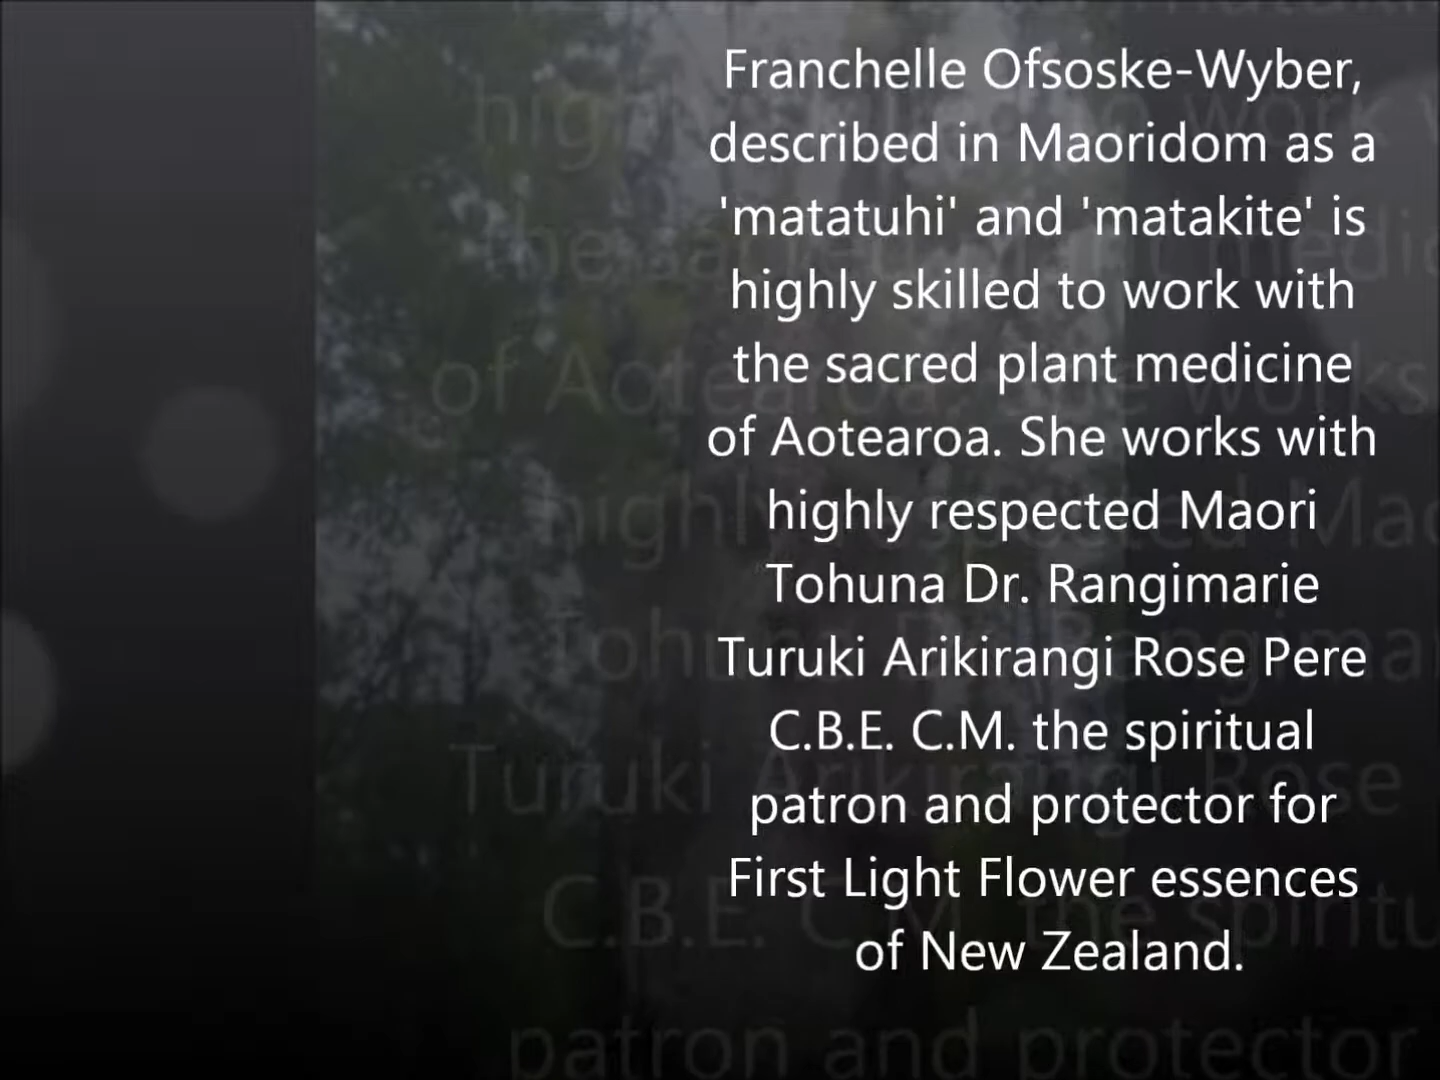 Franchelle Ofsoske-Wyber,
described in Maoridom as a
'matatuhi' and 'matakite' is
highly skilled to work with
the sacred plant medicine
of Aotearoa. She works with
highly respected Maori
Tohuna Dr. Rangimarie
Turuki Arikirangi Rose Pere
C.B.E. C.M. the spiritual
patron and protector for
First Light Flower essences
of New Zealand.